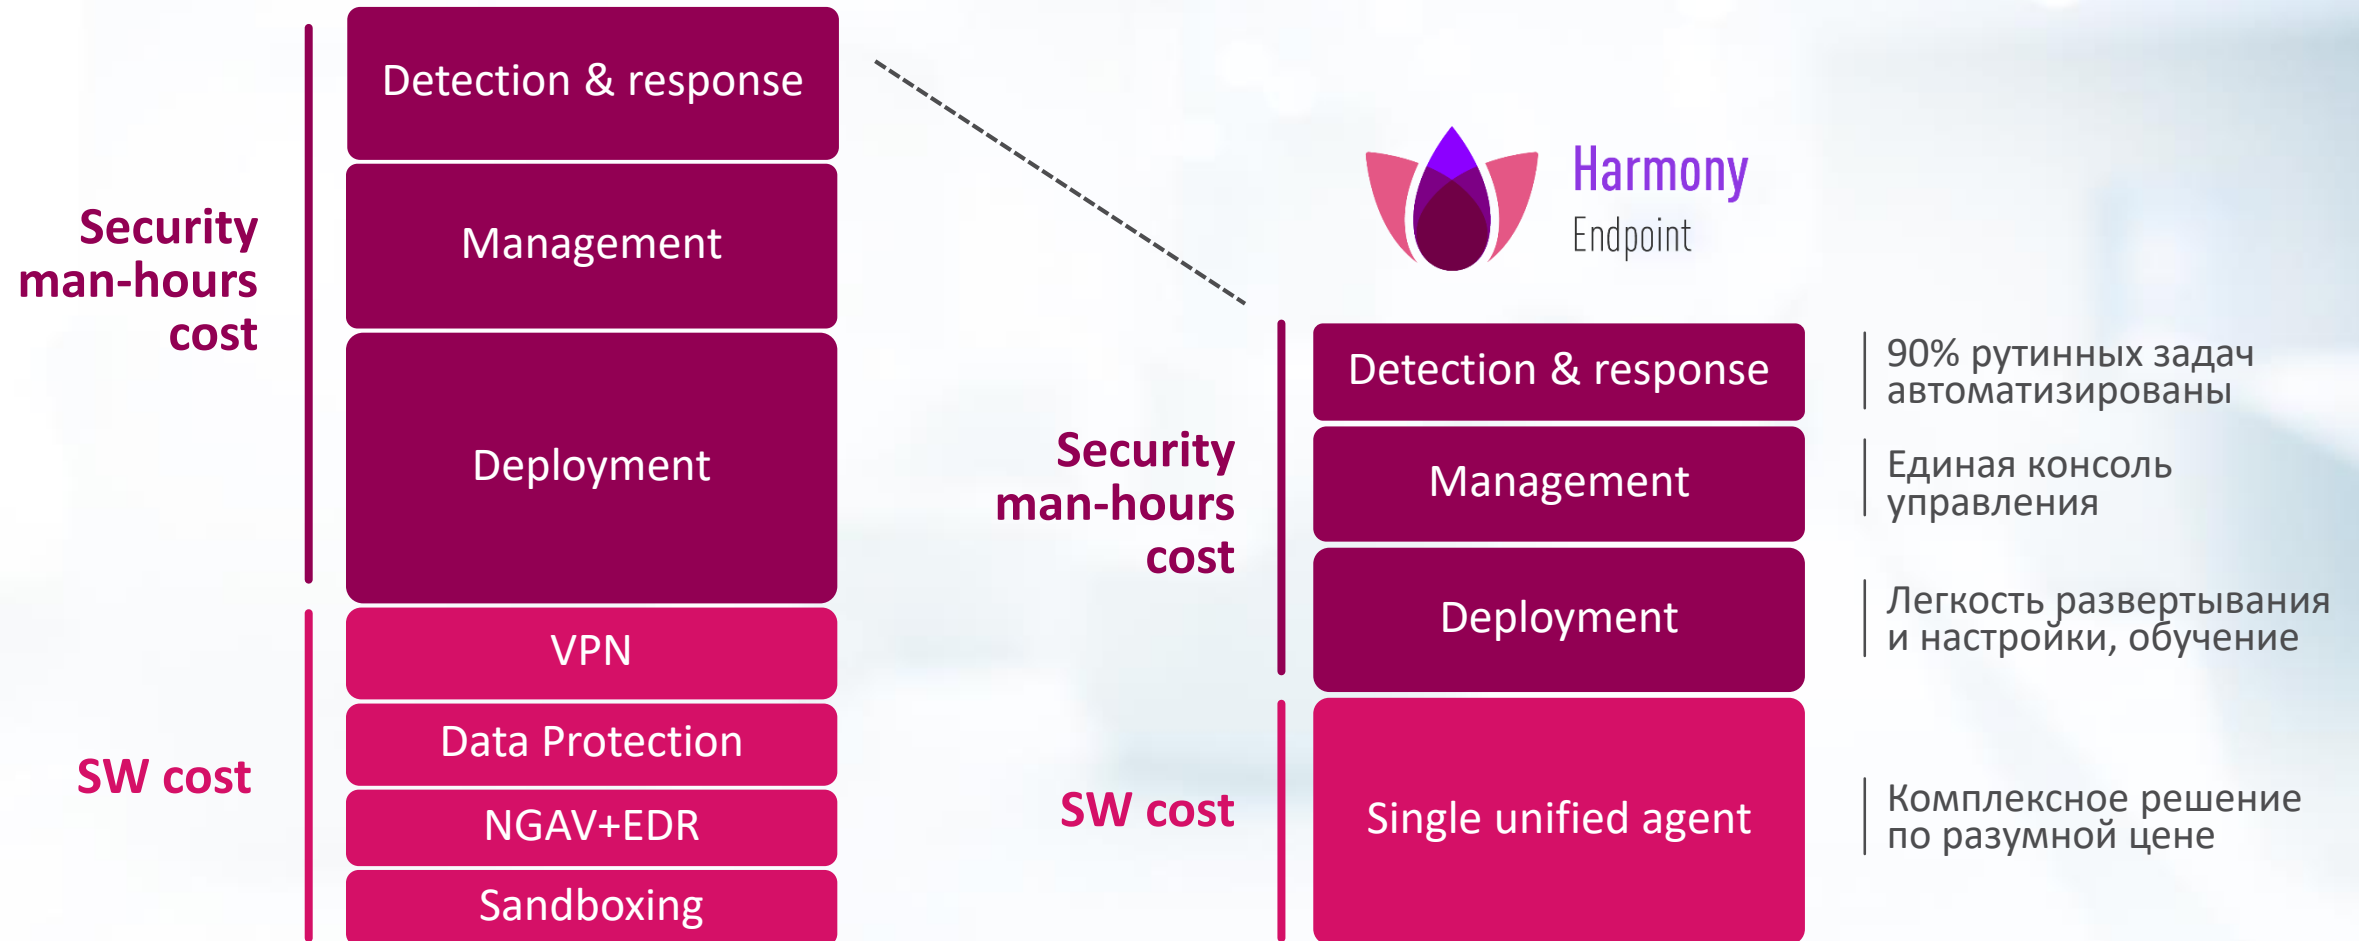 Detection & response
Management
Deployment
Security
man-hours
cost
VPN
Data Protection
NGAV+EDR
Sandboxing
SW cost
Harmony
Endpoint
Security
man-hours
cost
Detection & response
90% рутинных задач
автоматизированы
Management
Единая консоль
управления
Deployment
Легкость развертывания
и настройки, обучение
SW cost
Single unified agent
Комплексное решение
по разумной цене